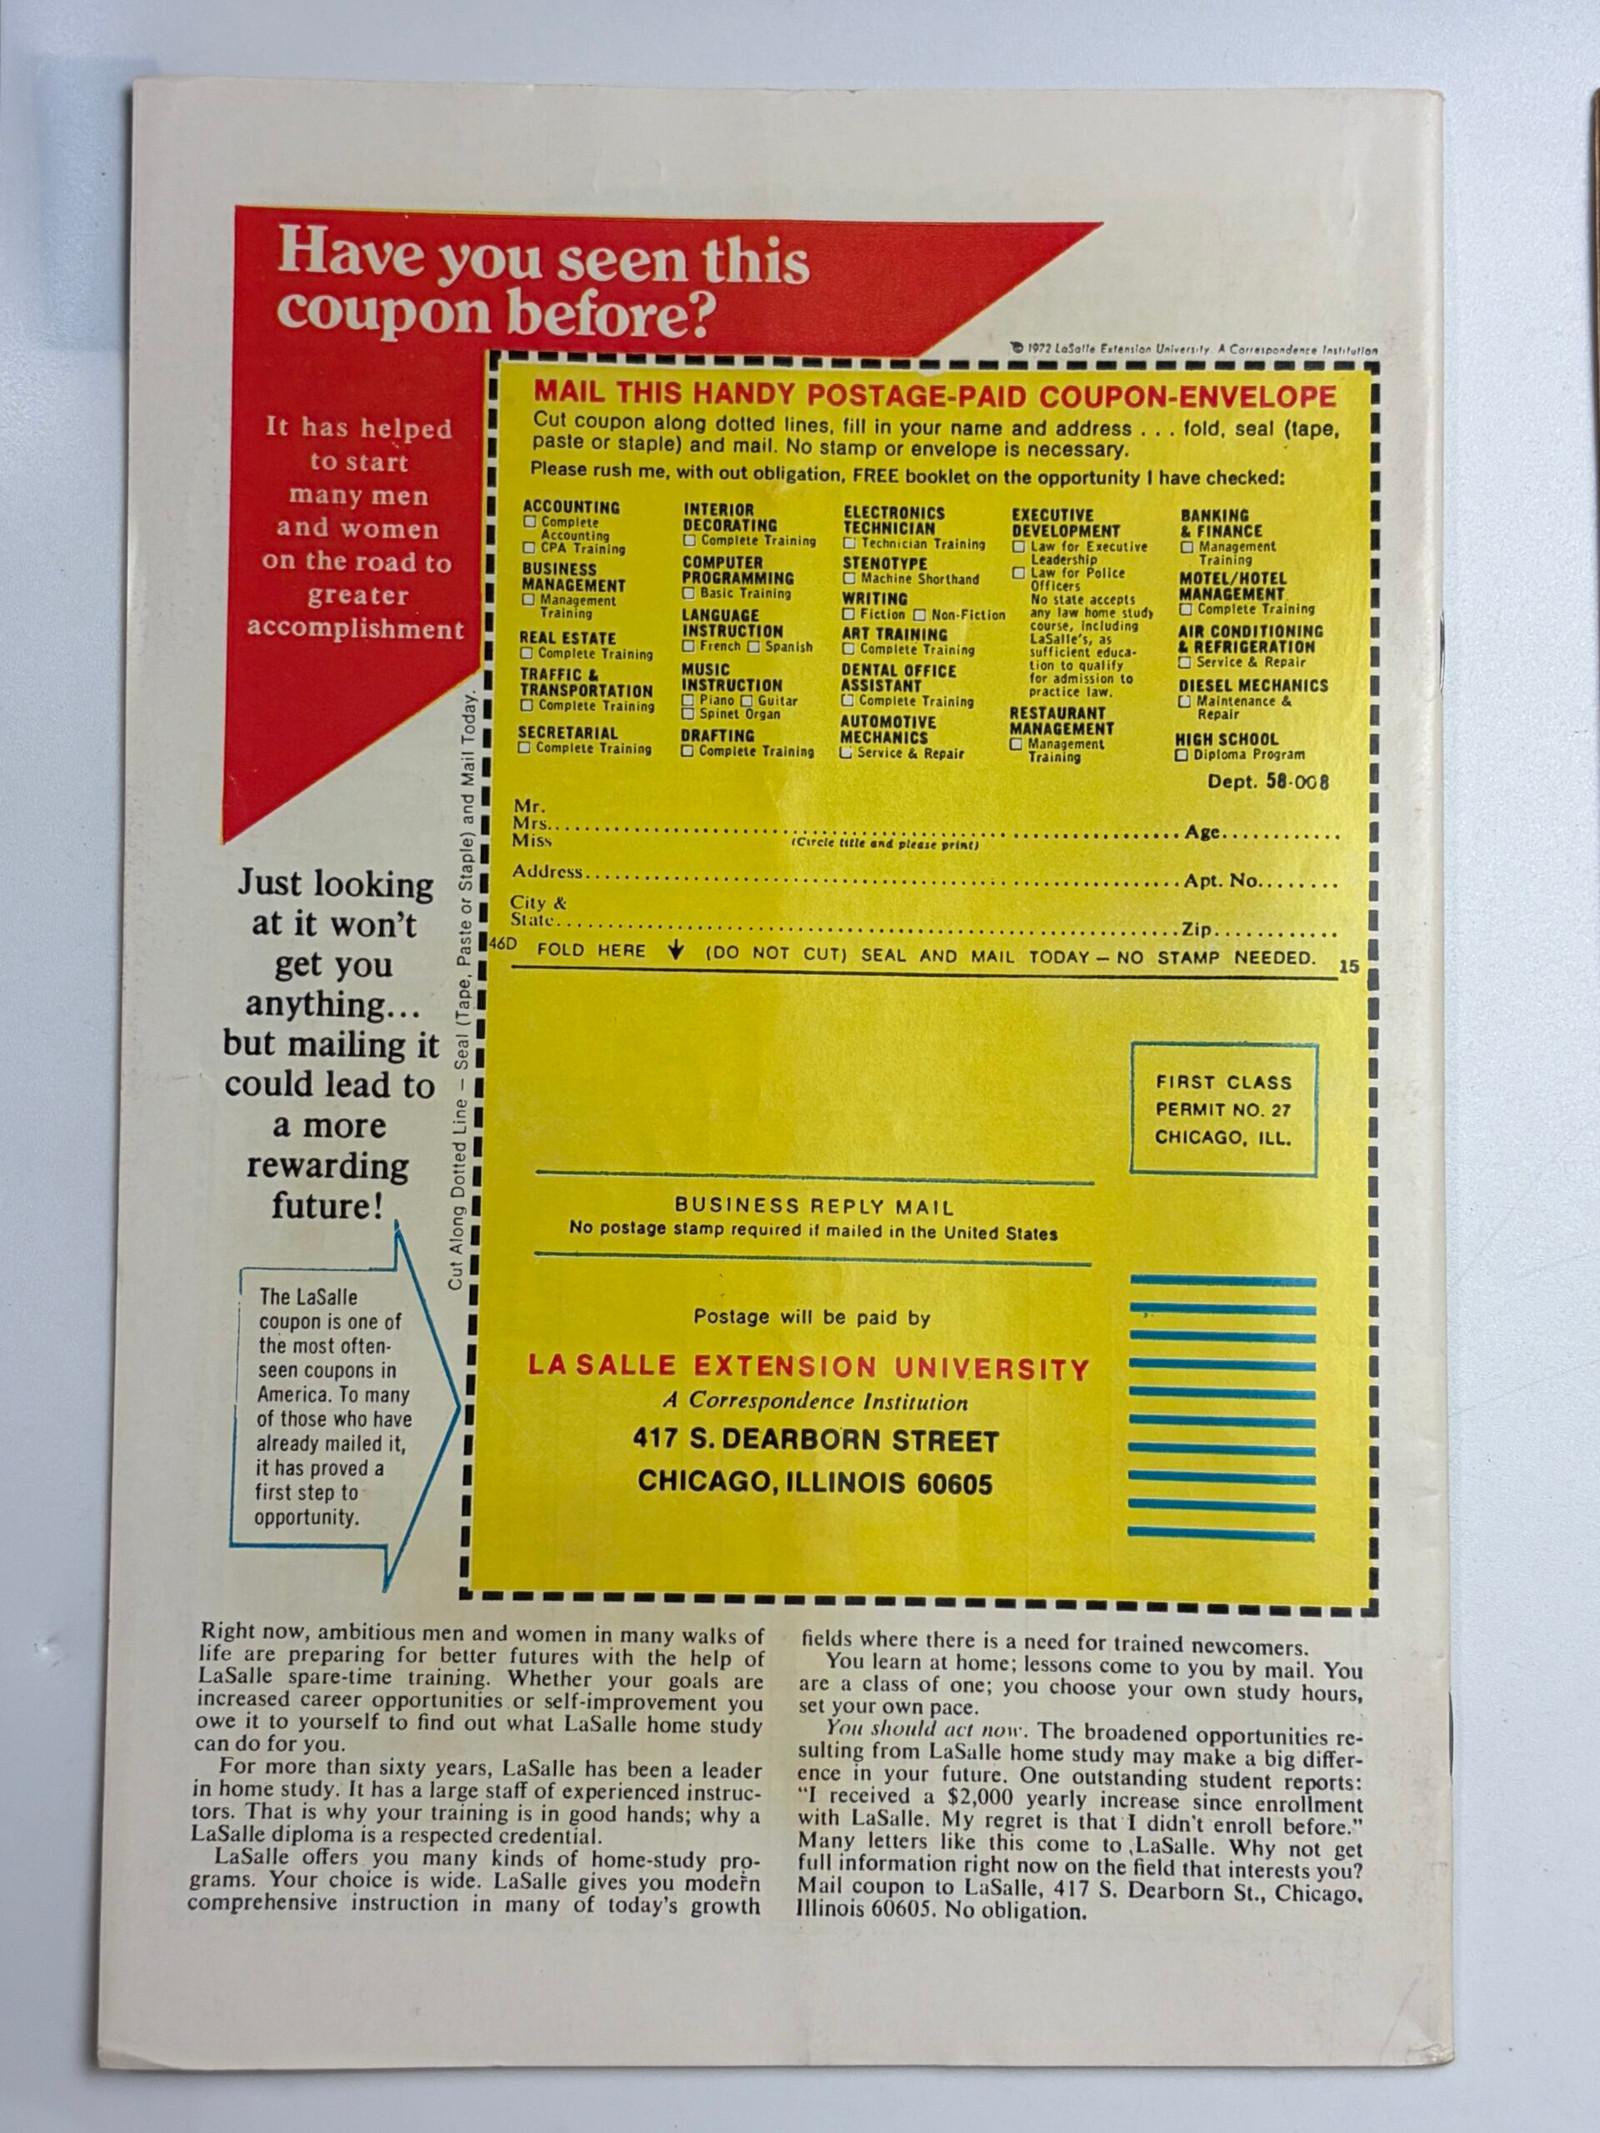 Have you seen this
coupon before?
© 1972 LaSalle Extension University. A Correspondence Institution
It has helped
to start
many men
and women
on the road to
greater
accomplishment
Just looking
at it won't
get you
anything...
but mailing it
could lead to
a more
rewarding
future!
The LaSalle
coupon is one of
the most often-
seen coupons in
America. To many
of those who have
already mailed it,
it has proved a
first step to
opportunity.
Cut Along Dotted Line – Seal (Tape, Paste or Staple) and Mail Today.
MAIL THIS HANDY POSTAGE-PAID COUPON-ENVELOPE
Cut coupon along dotted lines, fill in your name and address . . . fold, seal (tape,
paste or staple) and mail. No stamp or envelope is necessary.
Please rush me, with out obligation, FREE booklet on the opportunity I have checked:
ACCOUNTING
☐ Complete
Accounting
☐ CPA Training
BUSINESS
MANAGEMENT
☐ Management
Training
REAL ESTATE
☐ Complete Training
TRAFFIC &
TRANSPORTATION
☐ Complete Training
SECRETARIAL
☐ Complete Training
INTERIOR
DECORATING
☐ Complete Training
COMPUTER
PROGRAMMING
☐ Basic Training
LANGUAGE
INSTRUCTION
☐ French ☐ Spanish
MUSIC
INSTRUCTION
☐ Piano ☐ Guitar
☐ Spinet Organ
DRAFTING
☐ Complete Training
ELECTRONICS
TECHNICIAN
☐ Technician Training
STENOTYPE
☐ Machine Shorthand
WRITING
☐ Fiction ☐ Non-Fiction
ART TRAINING
☐ Complete Training
DENTAL OFFICE
ASSISTANT
☐ Complete Training
AUTOMOTIVE
MECHANICS
☐ Service & Repair
EXECUTIVE
DEVELOPMENT
☐ Law for Executive
Leadership
☐ Law for Police
Officers
No state accepts
any law home study
course, including
LaSalle's, as
sufficient educa-
tion to qualify
for admission to
practice law.
RESTAURANT
MANAGEMENT
☐ Management
Training
BANKING
& FINANCE
☐ Management
Training
MOTEL/HOTEL
MANAGEMENT
☐ Complete Training
AIR CONDITIONING
& REFRIGERATION
☐ Service & Repair
DIESEL MECHANICS
☐ Maintenance &
Repair
HIGH SCHOOL
☐ Diploma Program
Dept. 58-008
Mr.
Mrs. Age
Miss (Circle title and please print)
Address Apt. No.
City &
State Zip
46D FOLD HERE ↓ (DO NOT CUT) SEAL AND MAIL TODAY – NO STAMP NEEDED. 15
FIRST CLASS
PERMIT NO. 27
CHICAGO, ILL.
BUSINESS REPLY MAIL
No postage stamp required if mailed in the United States
Postage will be paid by
LA SALLE EXTENSION UNIVERSITY
A Correspondence Institution
417 S. DEARBORN STREET
CHICAGO, ILLINOIS 60605
Right now, ambitious men and women in many walks of
life are preparing for better futures with the help of
LaSalle spare-time training. Whether your goals are
increased career opportunities or self-improvement you
owe it to yourself to find out what LaSalle home study
can do for you.
For more than sixty years, LaSalle has been a leader
in home study. It has a large staff of experienced instruc-
tors. That is why your training is in good hands; why a
LaSalle diploma is a respected credential.
LaSalle offers you many kinds of home-study pro-
grams. Your choice is wide. LaSalle gives you modern
comprehensive instruction in many of today's growth
fields where there is a need for trained newcomers.
You learn at home; lessons come to you by mail. You
are a class of one; you choose your own study hours,
set your own pace.
You should act now. The broadened opportunities re-
sulting from LaSalle home study may make a big differ-
ence in your future. One outstanding student reports:
"I received a $2,000 yearly increase since enrollment
with LaSalle. My regret is that I didn't enroll before."
Many letters like this come to LaSalle. Why not get
full information right now on the field that interests you?
Mail coupon to LaSalle, 417 S. Dearborn St., Chicago,
Illinois 60605. No obligation.